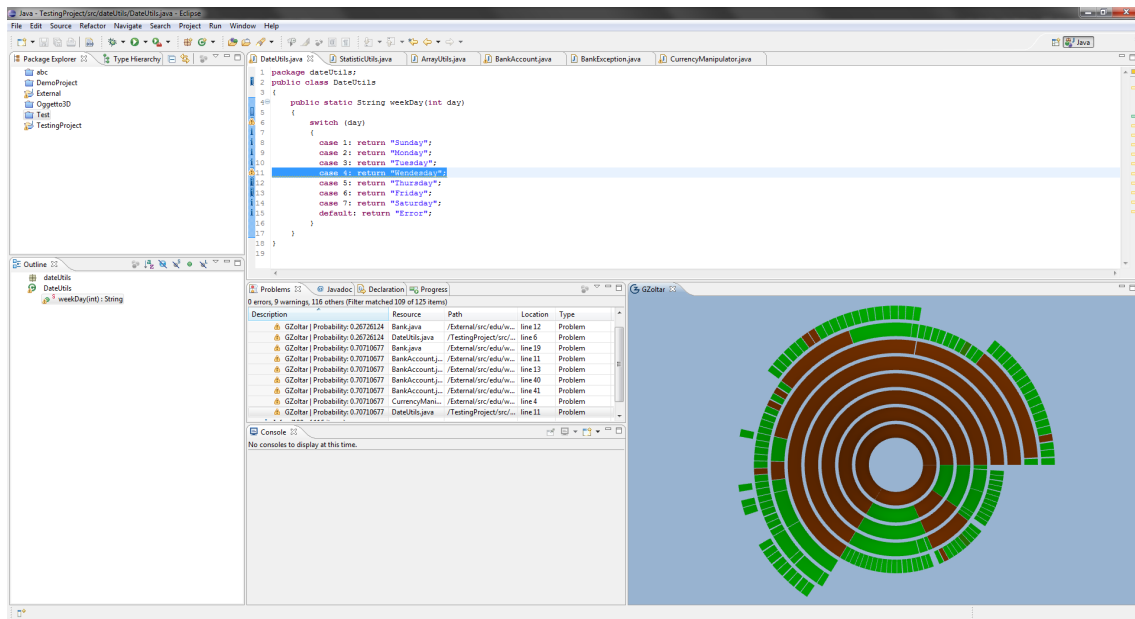 Java - TestingProject/src/dateUtils/DateUtils.java - Eclipse
File Edit Source Refactor Navigate Search Project Run Window Help
Java
Package Explorer Type Hierarchy
abc
DemoProject
External
Oggetto3D
Test
TestingProject
DateUtils.java StatisticUtils.java ArrayUtils.java BankAccount.java BankException.java CurrencyManipulator.java
1 package dateUtils;
2 public class DateUtils
3 {
4 public static String weekDay(int day)
5 {
6 switch (day)
7 {
8 case 1: return "Sunday";
9 case 2: return "Monday";
10 case 3: return "Tuesday";
11 case 4: return "Wendesday";
12 case 5: return "Thursday";
13 case 6: return "Friday";
14 case 7: return "Saturday";
15 default: return "Error";
16 }
17 }
18 }
19
Outline
dateUtils
DateUtils
S weekDay(int) : String
Problems @ Javadoc Declaration Progress
0 errors, 9 warnings, 116 others (Filter matched 109 of 125 items)
Description Resource Path Location Type
GZoltar | Probability: 0.26726124 Bank.java /External/src/edu/w... line 12 Problem
GZoltar | Probability: 0.26726124 DateUtils.java /TestingProject/src/... line 6 Problem
GZoltar | Probability: 0.70710677 Bank.java /External/src/edu/w... line 19 Problem
GZoltar | Probability: 0.70710677 BankAccount.j... /External/src/edu/w... line 11 Problem
GZoltar | Probability: 0.70710677 BankAccount.j... /External/src/edu/w... line 13 Problem
GZoltar | Probability: 0.70710677 BankAccount.j... /External/src/edu/w... line 40 Problem
GZoltar | Probability: 0.70710677 BankAccount.j... /External/src/edu/w... line 41 Problem
GZoltar | Probability: 0.70710677 CurrencyMani... /External/src/edu/w... line 4 Problem
GZoltar | Probability: 0.70710677 DateUtils.java /TestingProject/src/... line 11 Problem
Console
No consoles to display at this time.
GZoltar